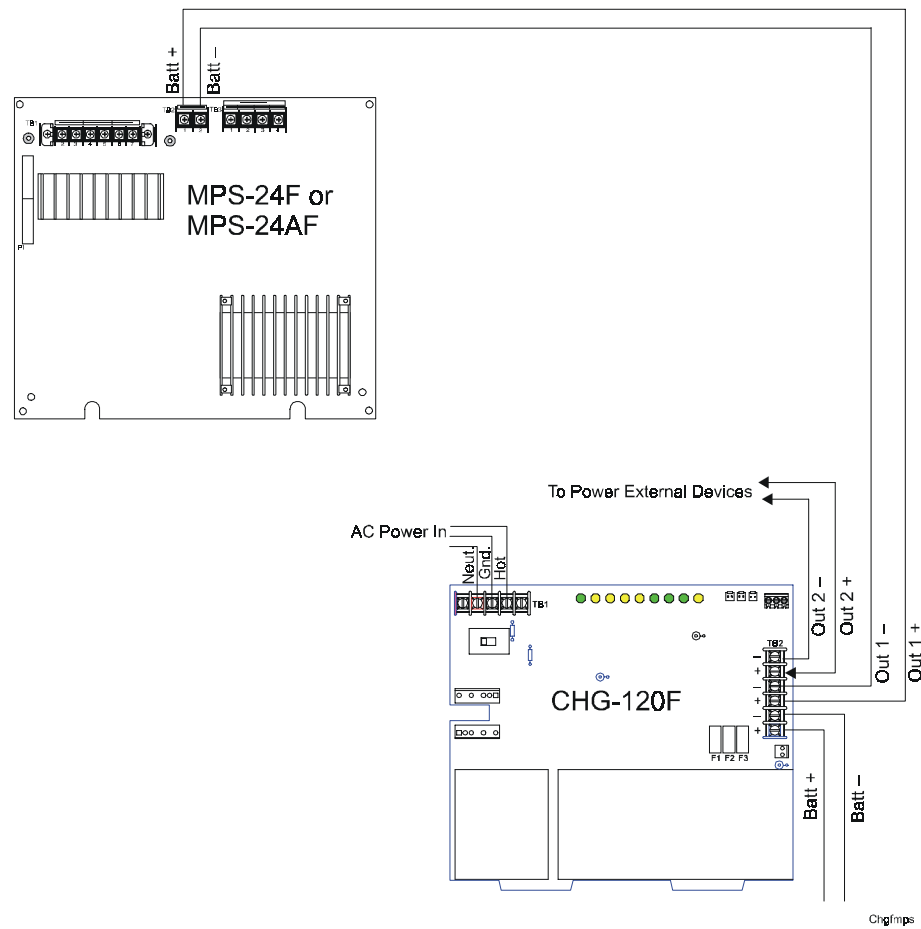 Batt +
Batt –
TB1
TB3
MPS-24F or
MPS-24AF
To Power External Devices
AC Power In
Neut.
Gnd.
Hot
TB1
Out 2 –
Out 2 +
Out 1 –
Out 1 +
TB2
–
+
–
+
–
+
CHG-120F
F1 F2 F3
Batt +
Batt –
Chgfmps